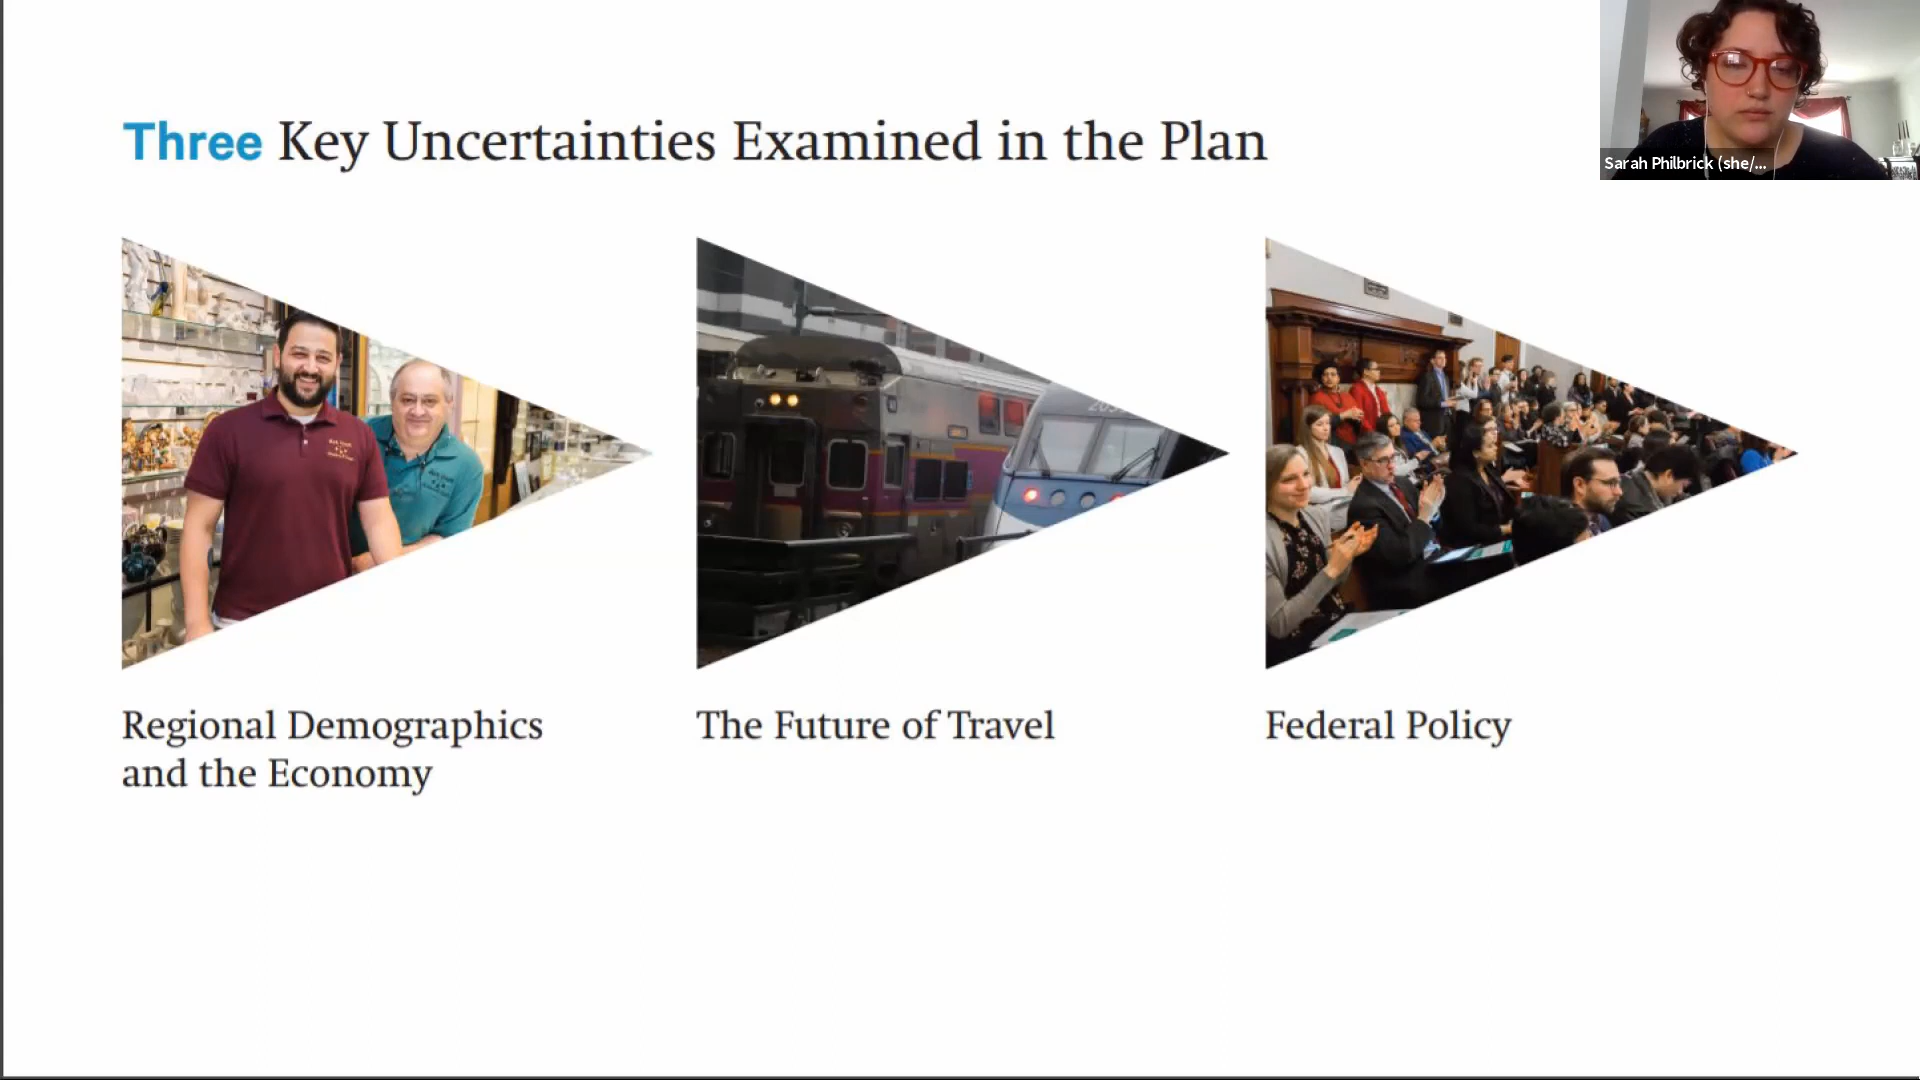 Three Key Uncertainties Examined in the Plan
Sarah Philbrick (she/...
Regional Demographics
and the Economy
The Future of Travel
Federal Policy